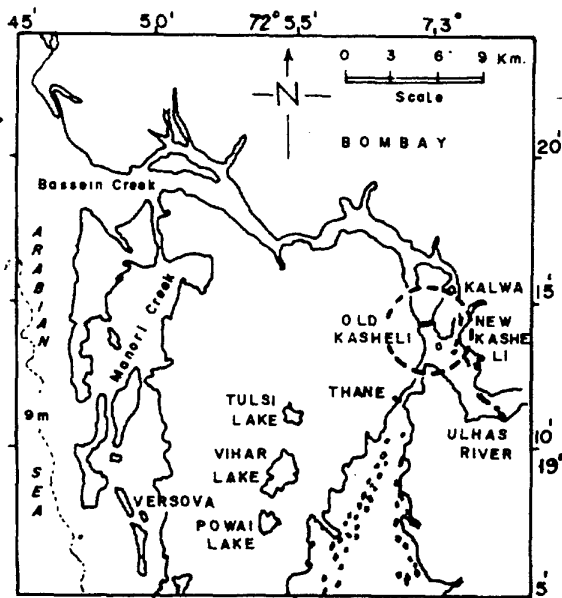 45' 50' 72° 5,5' 7,3°
0 3 6 9 Km.
Scale
N
BOMBAY
20'
Bassein Creek
ARABIAN
SEA
KALWA
15'
OLD
KASHELI
NEW
KASHE
LI
Manori Creek
THANE
TULSI
LAKE
9m
ULHAS
RIVER
10'
19°
VIHAR
LAKE
VERSOVA
POWAI
LAKE
5'